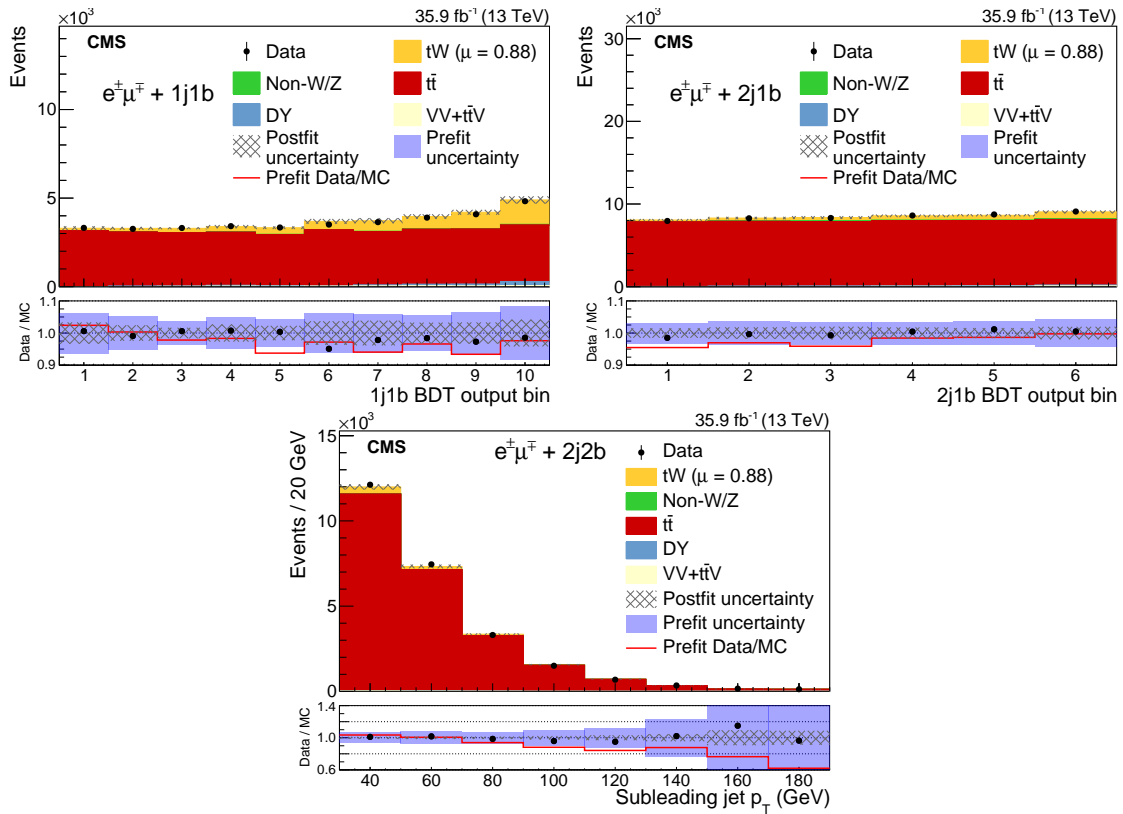 ×10³ 35.9 fb⁻¹ (13 TeV)
Events
CMS
Data
tW (μ = 0.88)
e±μ∓ + 1j1b
Non-W/Z
tt̄
DY
VV+tt̄V
Postfit uncertainty
Prefit uncertainty
Prefit Data/MC
10
5
0
Data / MC
1.1
1.0
0.9
1 2 3 4 5 6 7 8 9 10
1j1b BDT output bin
×10³ 35.9 fb⁻¹ (13 TeV)
Events
CMS
Data
tW (μ = 0.88)
e±μ∓ + 2j1b
Non-W/Z
tt̄
DY
VV+tt̄V
Postfit uncertainty
Prefit uncertainty
Prefit Data/MC
30
20
10
0
Data / MC
1.1
1.0
0.9
1 2 3 4 5 6
2j1b BDT output bin
×10³ 35.9 fb⁻¹ (13 TeV)
Events / 20 GeV
CMS
e±μ∓ + 2j2b
Data
tW (μ = 0.88)
Non-W/Z
tt̄
DY
VV+tt̄V
Postfit uncertainty
Prefit uncertainty
Prefit Data/MC
15
10
5
0
Data / MC
1.4
1.0
0.6
40 60 80 100 120 140 160 180
Subleading jet p_T (GeV)